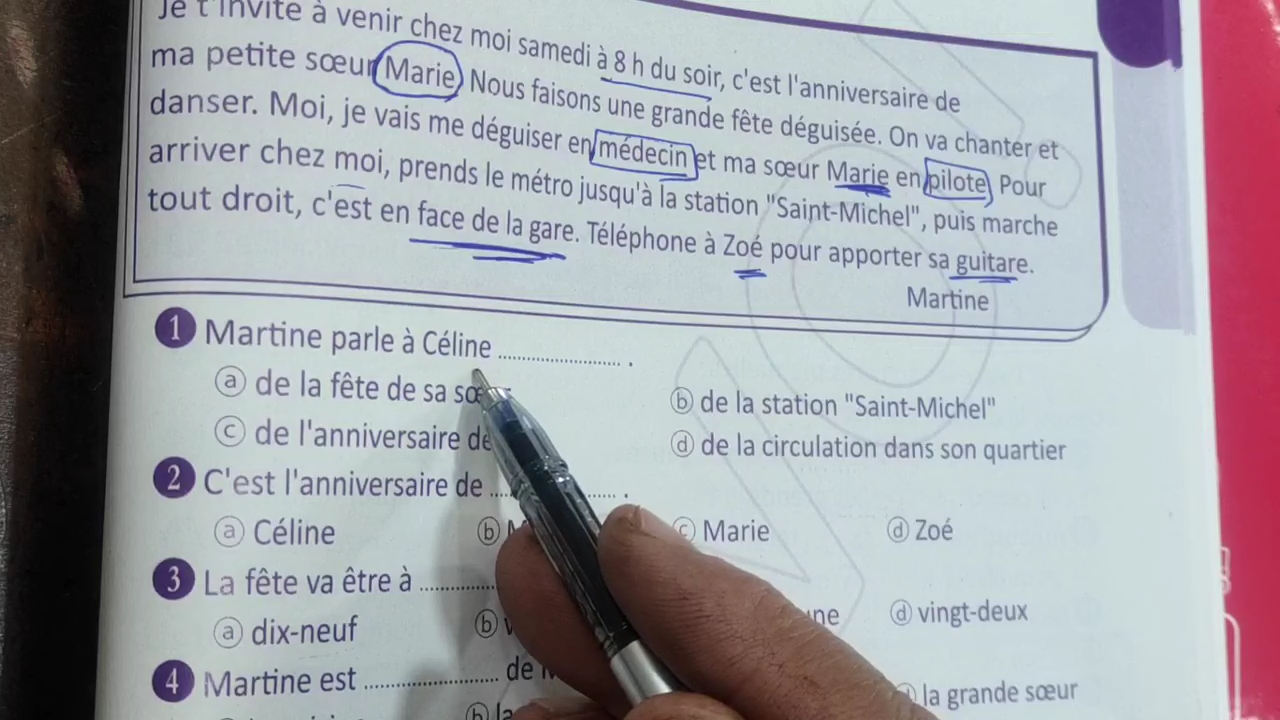 Je t'invite à venir chez moi samedi à 8 h du soir, c'est l'anniversaire de
ma petite sœur Marie. Nous faisons une grande fête déguisée. On va chanter et
danser. Moi, je vais me déguiser en médecin et ma sœur Marie en pilote. Pour
arriver chez moi, prends le métro jusqu'à la station "Saint-Michel", puis marche
tout droit, c'est en face de la gare. Téléphone à Zoé pour apporter sa guitare.
Martine
1 Martine parle à Céline .................... .
a de la fête de sa
b de la station "Saint-Michel"
c de l'anniversaire
d de la circulation dans son quartier
2 C'est l'anniversaire de .................... .
a Céline
b
c Marie
d Zoé
3 La fête va être à ............
a dix-neuf
b
d vingt-deux
4 Martine est ...................... de
b la
d la grande sœur